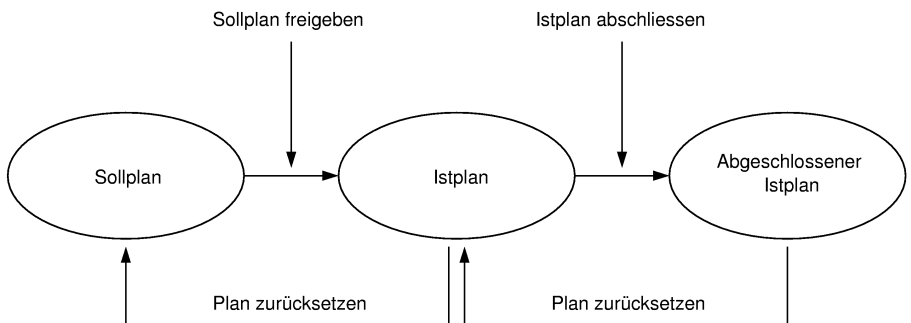 Sollplan freigeben
Istplan abschliessen
Sollplan
Istplan
Abgeschlossener
Istplan
Plan zurücksetzen
Plan zurücksetzen